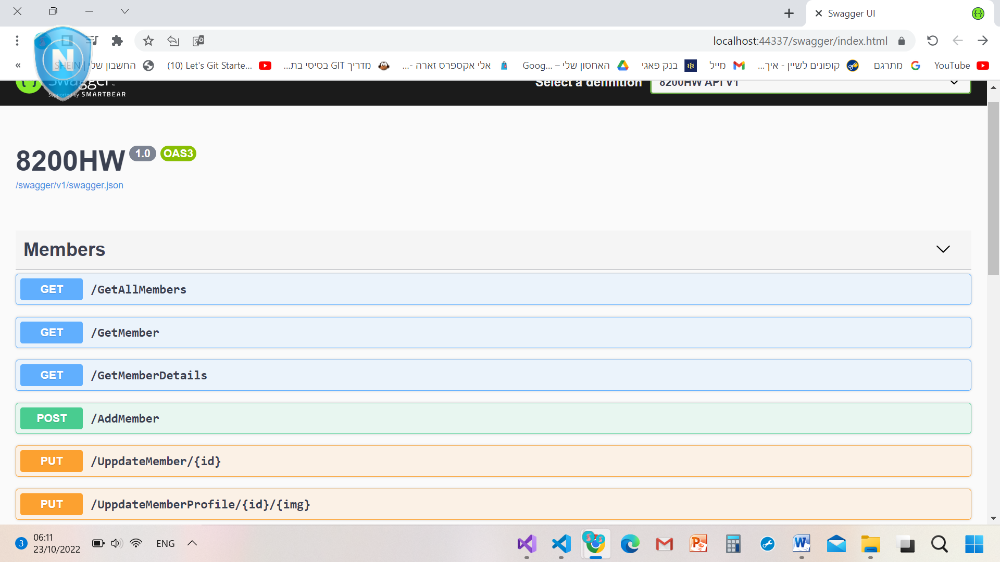 Swagger UI
localhost:44337/swagger/index.html
YouTube
מתרגם
קופונים לשיין - איך...
מייל
בנק פאגי
האחסון שלי – Goog...
אלי אקספרס זארה -...
מדריך GIT בסיסי בת...
(10) Let's Git Starte...
החשבון שלי | SHEIN
«
N
Swagger
Supported by SMARTBEAR
Select a definition
8200HW API V1
8200HW 1.0 OAS3
/swagger/v1/swagger.json
Members
GET /GetAllMembers
GET /GetMember
GET /GetMemberDetails
POST /AddMember
PUT /UppdateMember/{id}
PUT /UppdateMemberProfile/{id}/{img}
3
06:11
23/10/2022
ENG